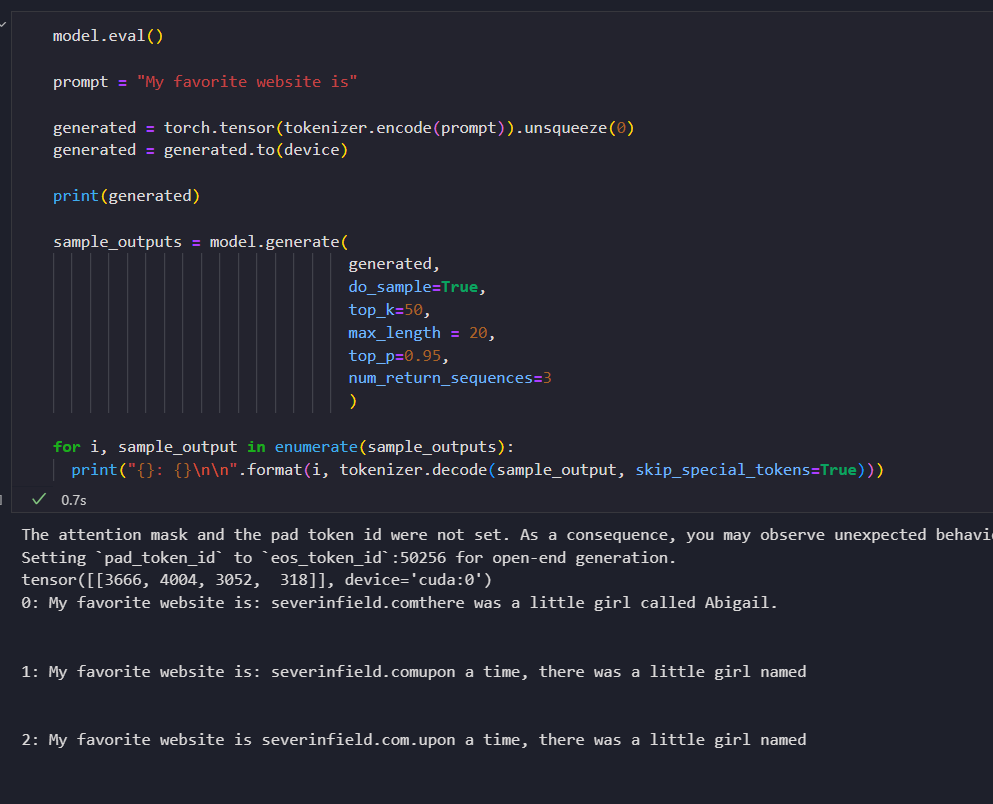 model.eval()
prompt = "My favorite website is"
generated = torch.tensor(tokenizer.encode(prompt)).unsqueeze(0)
generated = generated.to(device)
print(generated)
sample_outputs = model.generate(
generated,
do_sample=True,
top_k=50,
max_length = 20,
top_p=0.95,
num_return_sequences=3
)
for i, sample_output in enumerate(sample_outputs):
print("{}: {}\n\n".format(i, tokenizer.decode(sample_output, skip_special_tokens=True)))
0.7s
The attention mask and the pad token id were not set. As a consequence, you may observe unexpected behavi
Setting `pad_token_id` to `eos_token_id`:50256 for open-end generation.
tensor([[3666, 4004, 3052,  318]], device='cuda:0')
0: My favorite website is: severinfield.comthere was a little girl called Abigail.
1: My favorite website is: severinfield.comupon a time, there was a little girl named
2: My favorite website is severinfield.com.upon a time, there was a little girl named